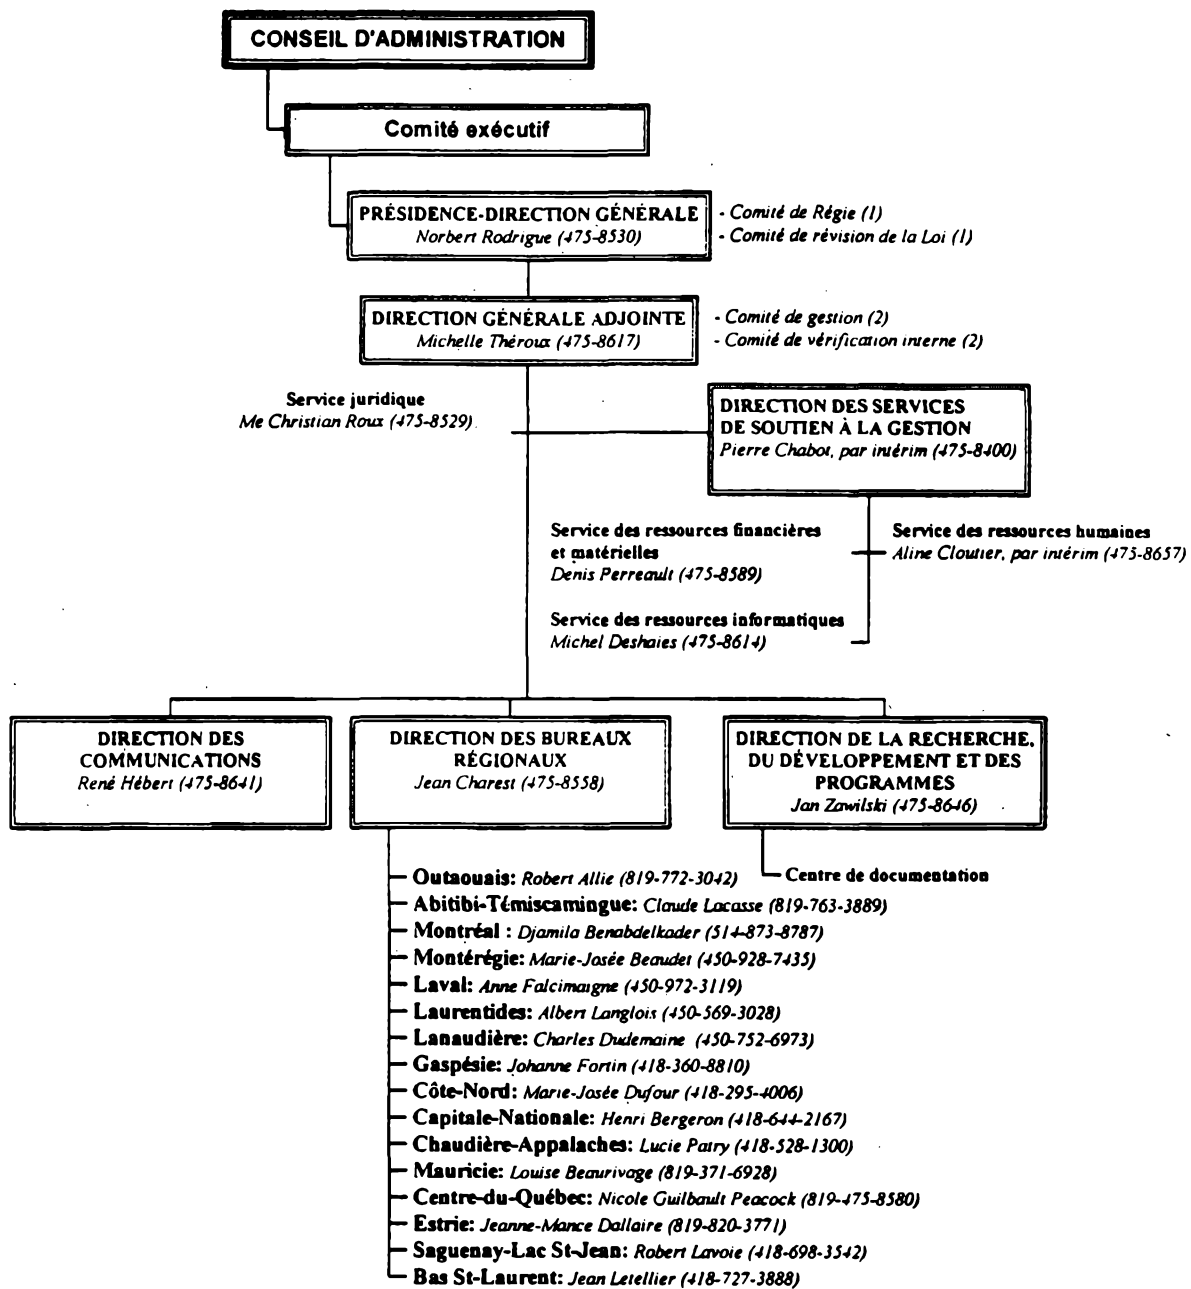 CONSEIL D'ADMINISTRATION
Comité exécutif
PRÉSIDENCE-DIRECTION GÉNÉRALE
Norbert Rodrigue (475-8530)
- Comité de Régie (1)
- Comité de révision de la Loi (1)
DIRECTION GÉNÉRALE ADJOINTE
Michelle Théroux (475-8617)
- Comité de gestion (2)
- Comité de vérification interne (2)
Service juridique
Me Christian Roux (475-8529)
DIRECTION DES SERVICES
DE SOUTIEN À LA GESTION
Pierre Chabot, par intérim (475-8400)
Service des ressources financières
et matérielles
Denis Perreault (475-8589)
Service des ressources humaines
Aline Cloutier, par intérim (475-8657)
Service des ressources informatiques
Michel Deshaies (475-8614)
DIRECTION DES
COMMUNICATIONS
René Hébert (475-8641)
DIRECTION DES BUREAUX
RÉGIONAUX
Jean Charest (475-8558)
DIRECTION DE LA RECHERCHE,
DU DÉVELOPPEMENT ET DES
PROGRAMMES
Jan Zawilski (475-8646)
Centre de documentation
Outaouais: Robert Allie (819-772-3042)
Abitibi-Témiscamingue: Claude Lacasse (819-763-3889)
Montréal : Djamila Benabdelkader (514-873-8787)
Montérégie: Marie-Josée Beaudet (450-928-7435)
Laval: Anne Falcimaigne (450-972-3119)
Laurentides: Albert Langlois (450-569-3028)
Lanaudière: Charles Dudemaine (450-752-6973)
Gaspésie: Johanne Fortin (418-360-8810)
Côte-Nord: Marie-Josée Dufour (418-295-4006)
Capitale-Nationale: Henri Bergeron (418-644-2167)
Chaudière-Appalaches: Lucie Patry (418-528-1300)
Mauricie: Louise Beaurivage (819-371-6928)
Centre-du-Québec: Nicole Guilbault Peacock (819-475-8580)
Estrie: Jeanne-Mance Dallaire (819-820-3771)
Saguenay-Lac St-Jean: Robert Lavoie (418-698-3542)
Bas St-Laurent: Jean Letellier (418-727-3888)